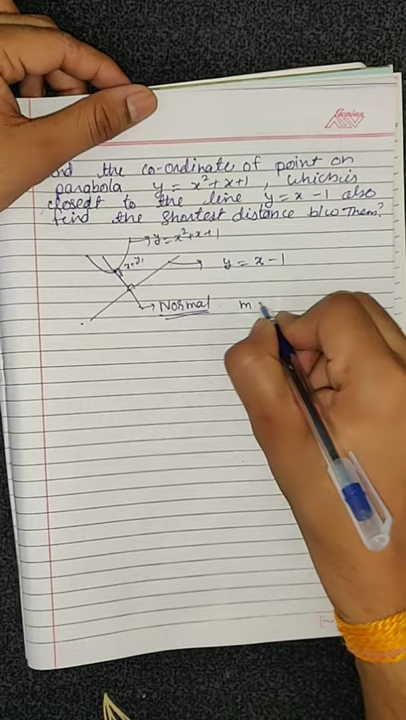 the co-ordinate of point on
parabola y = x²+x+1, which is
closest to the line y = x - 1 also
find the shortest distance b/w Them?
y = x²+x+1
x, y,
y = x - 1
Normal m